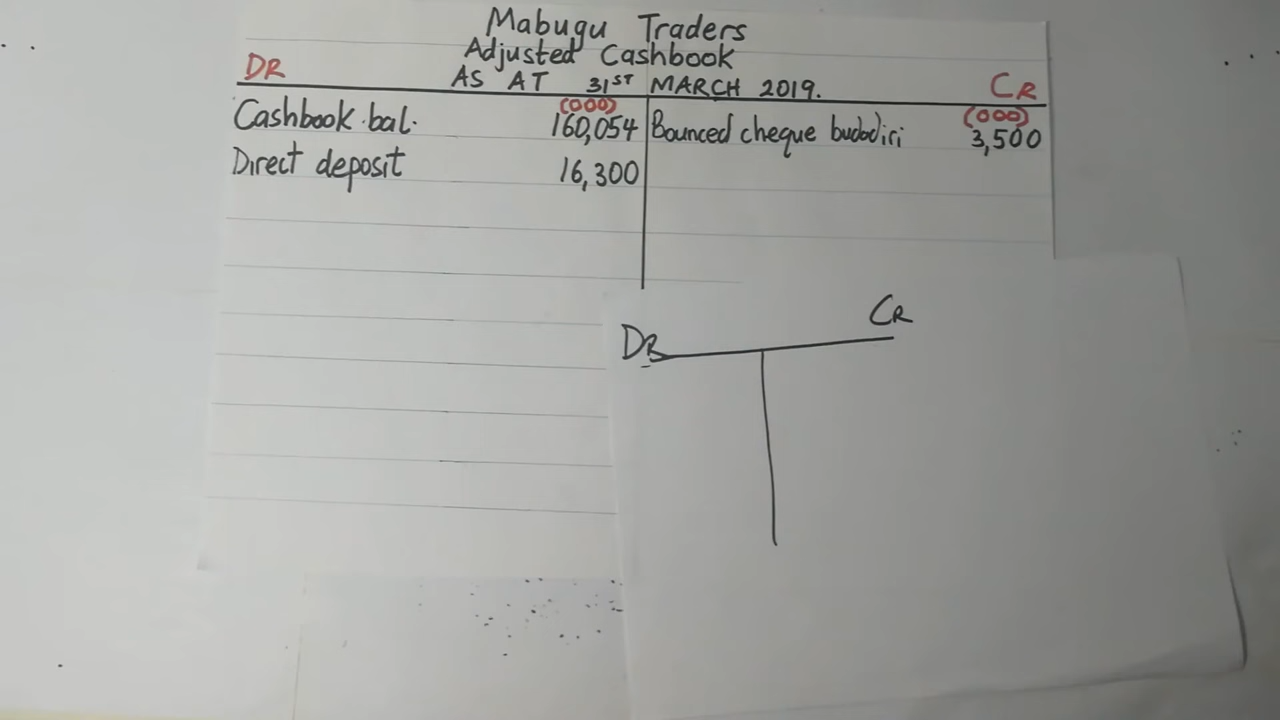 Mabugu Traders
Adjusted Cashbook
DR AS AT 31ST MARCH 2019. CR
(000) (000)
Cashbook bal. 160,054 Bounced cheque budadiri 3,500
Direct deposit 16,300
DR CR